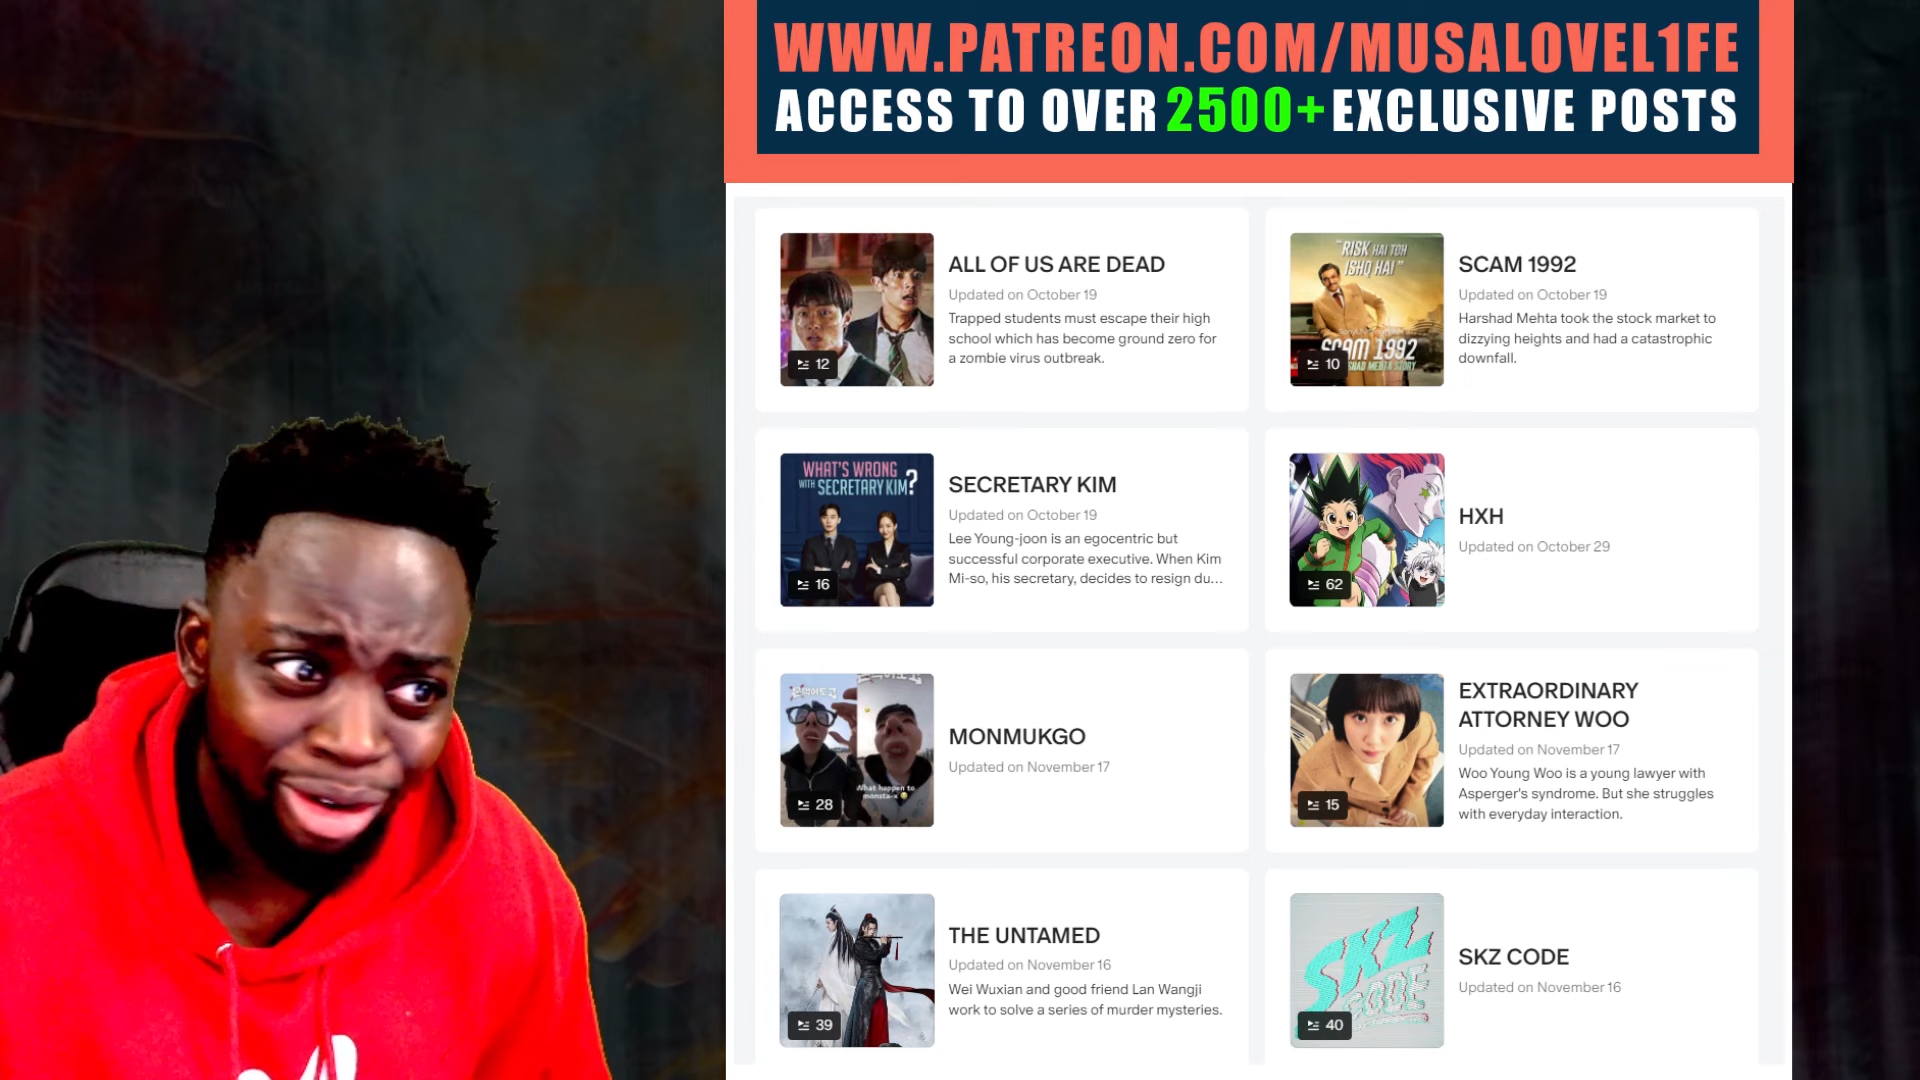 WWW.PATREON.COM/MUSALOVEL1FE
ACCESS TO OVER 2500+ EXCLUSIVE POSTS
ALL OF US ARE DEAD
Updated on October 19
Trapped students must escape their high
school which has become ground zero for
a zombie virus outbreak.
12
"RISK HAI TOH
ISHQ HAI"
SCAM 1992
10
SCAM 1992
Updated on October 19
Harshad Mehta took the stock market to
dizzying heights and had a catastrophic
downfall.
WHAT'S WRONG
WITH SECRETARY KIM?
16
SECRETARY KIM
Updated on October 19
Lee Young-joon is an egocentric but
successful corporate executive. When Kim
Mi-so, his secretary, decides to resign du...
62
HXH
Updated on October 29
What happen to
monsta-x
28
MONMUKGO
Updated on November 17
15
EXTRAORDINARY
ATTORNEY WOO
Updated on November 17
Woo Young Woo is a young lawyer with
Asperger's syndrome. But she struggles
with everyday interaction.
39
THE UNTAMED
Updated on November 16
Wei Wuxian and good friend Lan Wangji
work to solve a series of murder mysteries.
SKZ
CODE
40
SKZ CODE
Updated on November 16